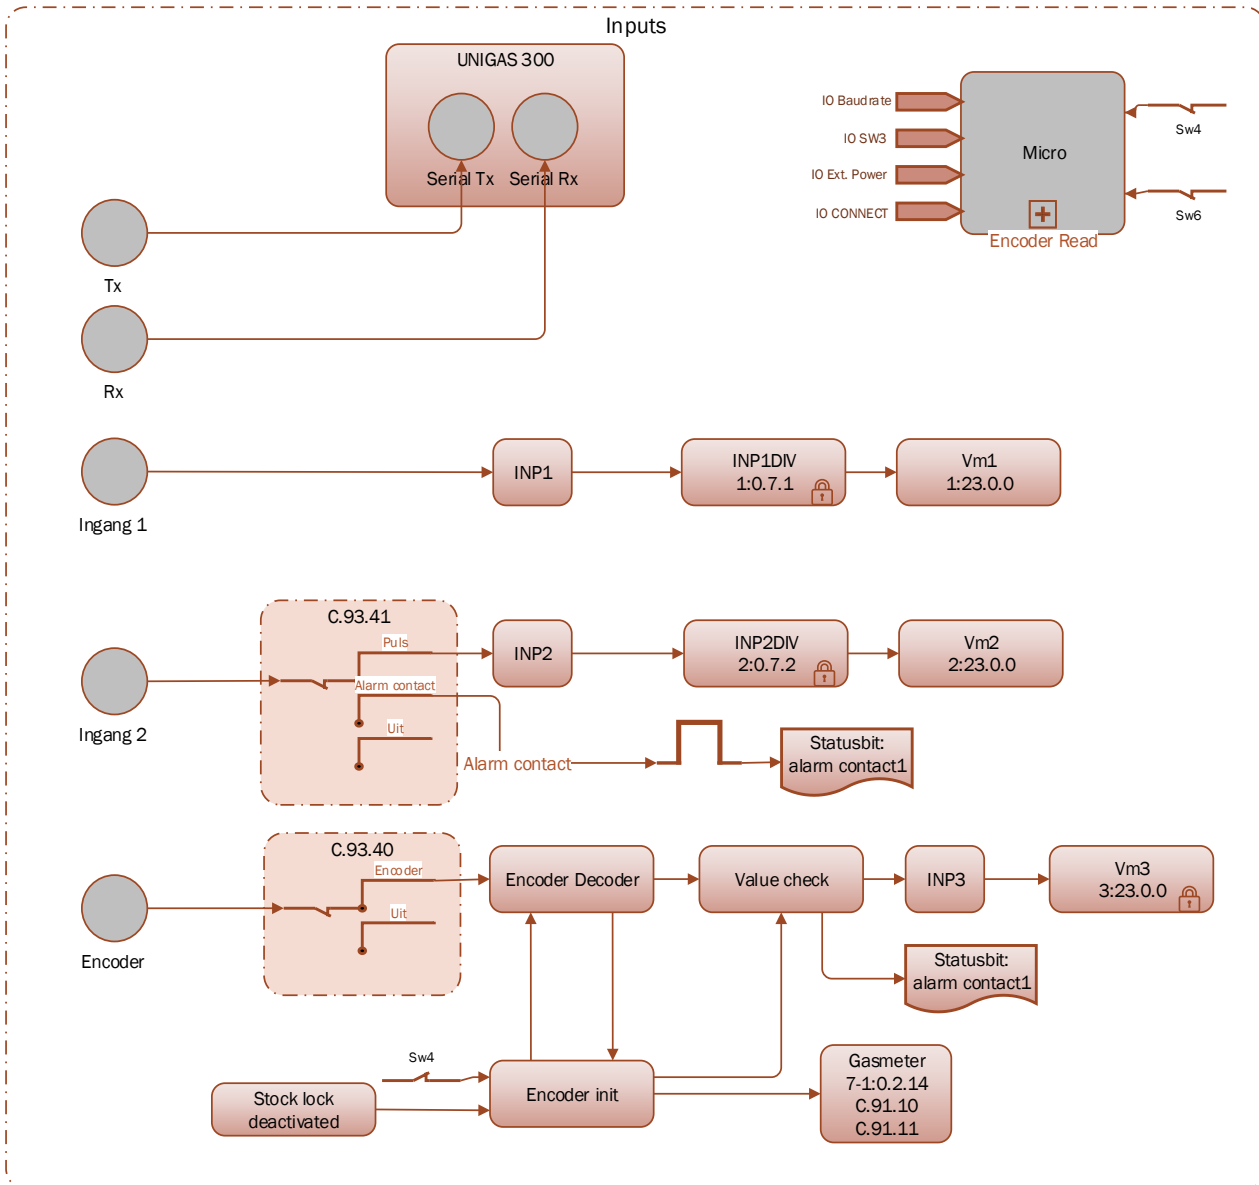 Inputs
UNIGAS 300
Serial Tx
Serial Rx
IO Baudrate
IO SW3
IO Ext. Power
IO CONNECT
Micro
Encoder Read
Sw4
Sw6
Tx
Rx
Ingang 1
INP1
INP1DIV
1:0.7.1
Vm1
1:23.0.0
Ingang 2
C.93.41
Puls
Alarm contact
Uit
INP2
INP2DIV
2:0.7.2
Vm2
2:23.0.0
Alarm contact
Statusbit:
alarm contact1
Encoder
C.93.40
Encoder
Uit
Encoder Decoder
Value check
INP3
Vm3
3:23.0.0
Statusbit:
alarm contact1
Sw4
Stock lock
deactivated
Encoder init
Gasmeter
7-1:0.2.14
C.91.10
C.91.11